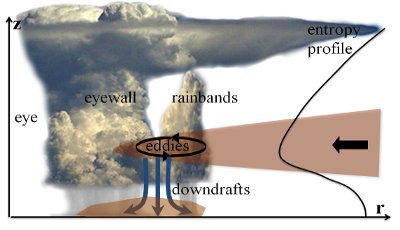 z
entropy
profile
eye
eyewall
rainbands
eddies
downdrafts
r